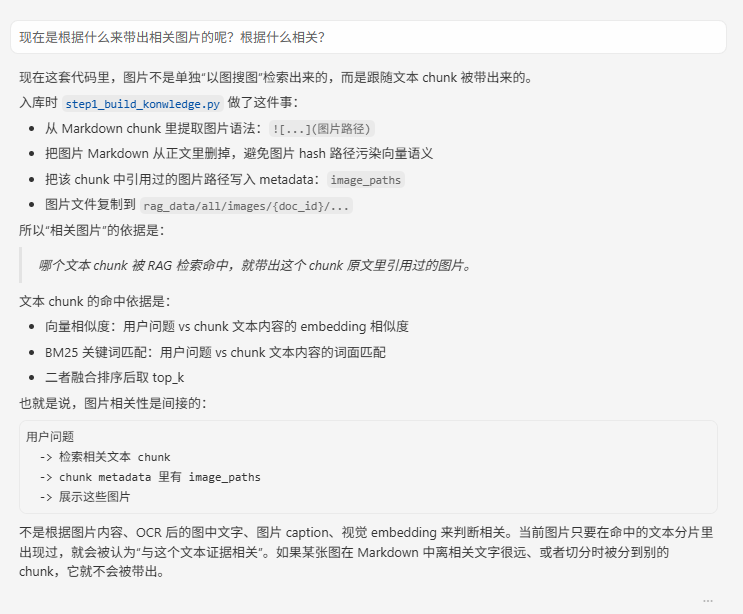 现在是根据什么来带出相关图片的呢？根据什么相关？
现在这套代码里，图片不是单独“以图搜图”检索出来的，而是跟随文本 chunk 被带出来的。
入库时 step1_build_konwledge.py 做了这件事：
• 从 Markdown chunk 里提取图片语法：![...](图片路径)
• 把图片 Markdown 从正文里删掉，避免图片 hash 路径污染向量语义
• 把该 chunk 中引用过的图片路径写入 metadata：image_paths
• 图片文件复制到 rag_data/all/images/{doc_id}/...
所以“相关图片”的依据是：
哪个文本 chunk 被 RAG 检索命中，就带出这个 chunk 原文里引用过的图片。
文本 chunk 的命中依据是：
• 向量相似度：用户问题 vs chunk 文本内容的 embedding 相似度
• BM25 关键词匹配：用户问题 vs chunk 文本内容的词面匹配
• 二者融合排序后取 top_k
也就是说，图片相关性是间接的：
用户问题
-> 检索相关文本 chunk
-> chunk metadata 里有 image_paths
-> 展示这些图片
不是根据图片内容、OCR 后的图中文字、图片 caption、视觉 embedding 来判断相关。当前图片只要在命中的文本分片里
出现过，就会被认为“与这个文本证据相关”。如果某张图在 Markdown 中离相关文字很远、或者切分时被分到别的
chunk，它就不会被带出。
...